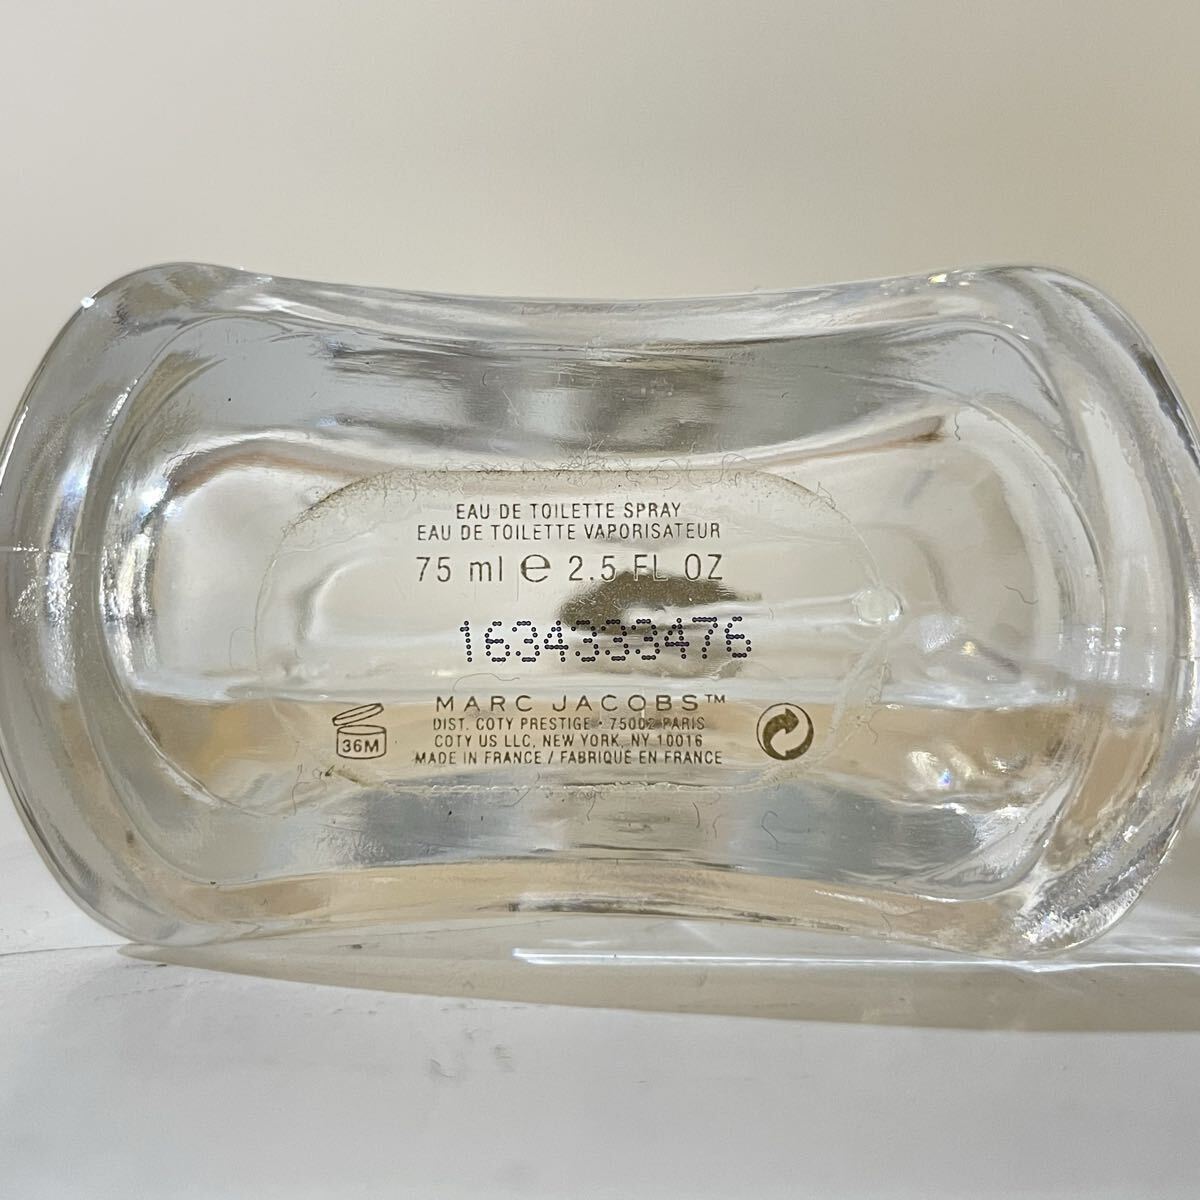 EAU DE TOILETTE SPRAY
EAU DE TOILETTE VAPORISATEUR
75 ml ℮ 2.5 FL OZ
1634333476
MARC JACOBS™
DIST. COTY PRESTIGE • 75002 PARIS
COTY US LLC, NEW YORK, NY 10016
MADE IN FRANCE / FABRIQUÉ EN FRANCE
36M